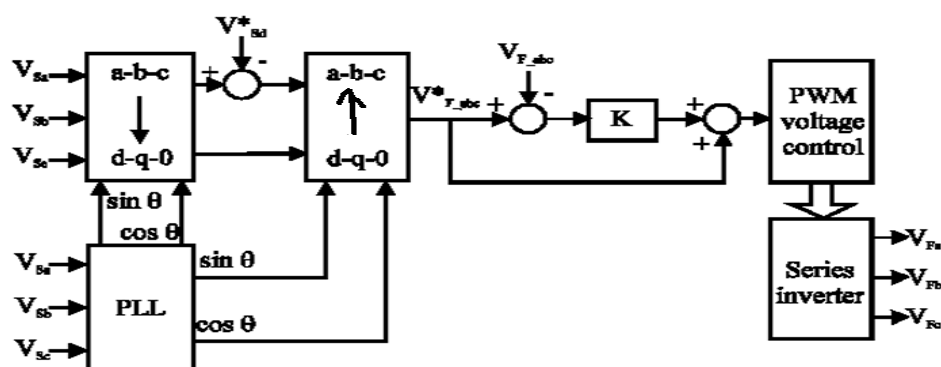 V*Sd
VSa
VSb
VSc
a-b-c
d-q-0
+
-
a-b-c
d-q-0
V*F_abc
VF_abc
+
-
K
+
+
PWM
voltage
control
sin θ
cos θ
VSa
VSb
VSc
PLL
sin θ
cos θ
Series
inverter
VFa
VFb
VFc